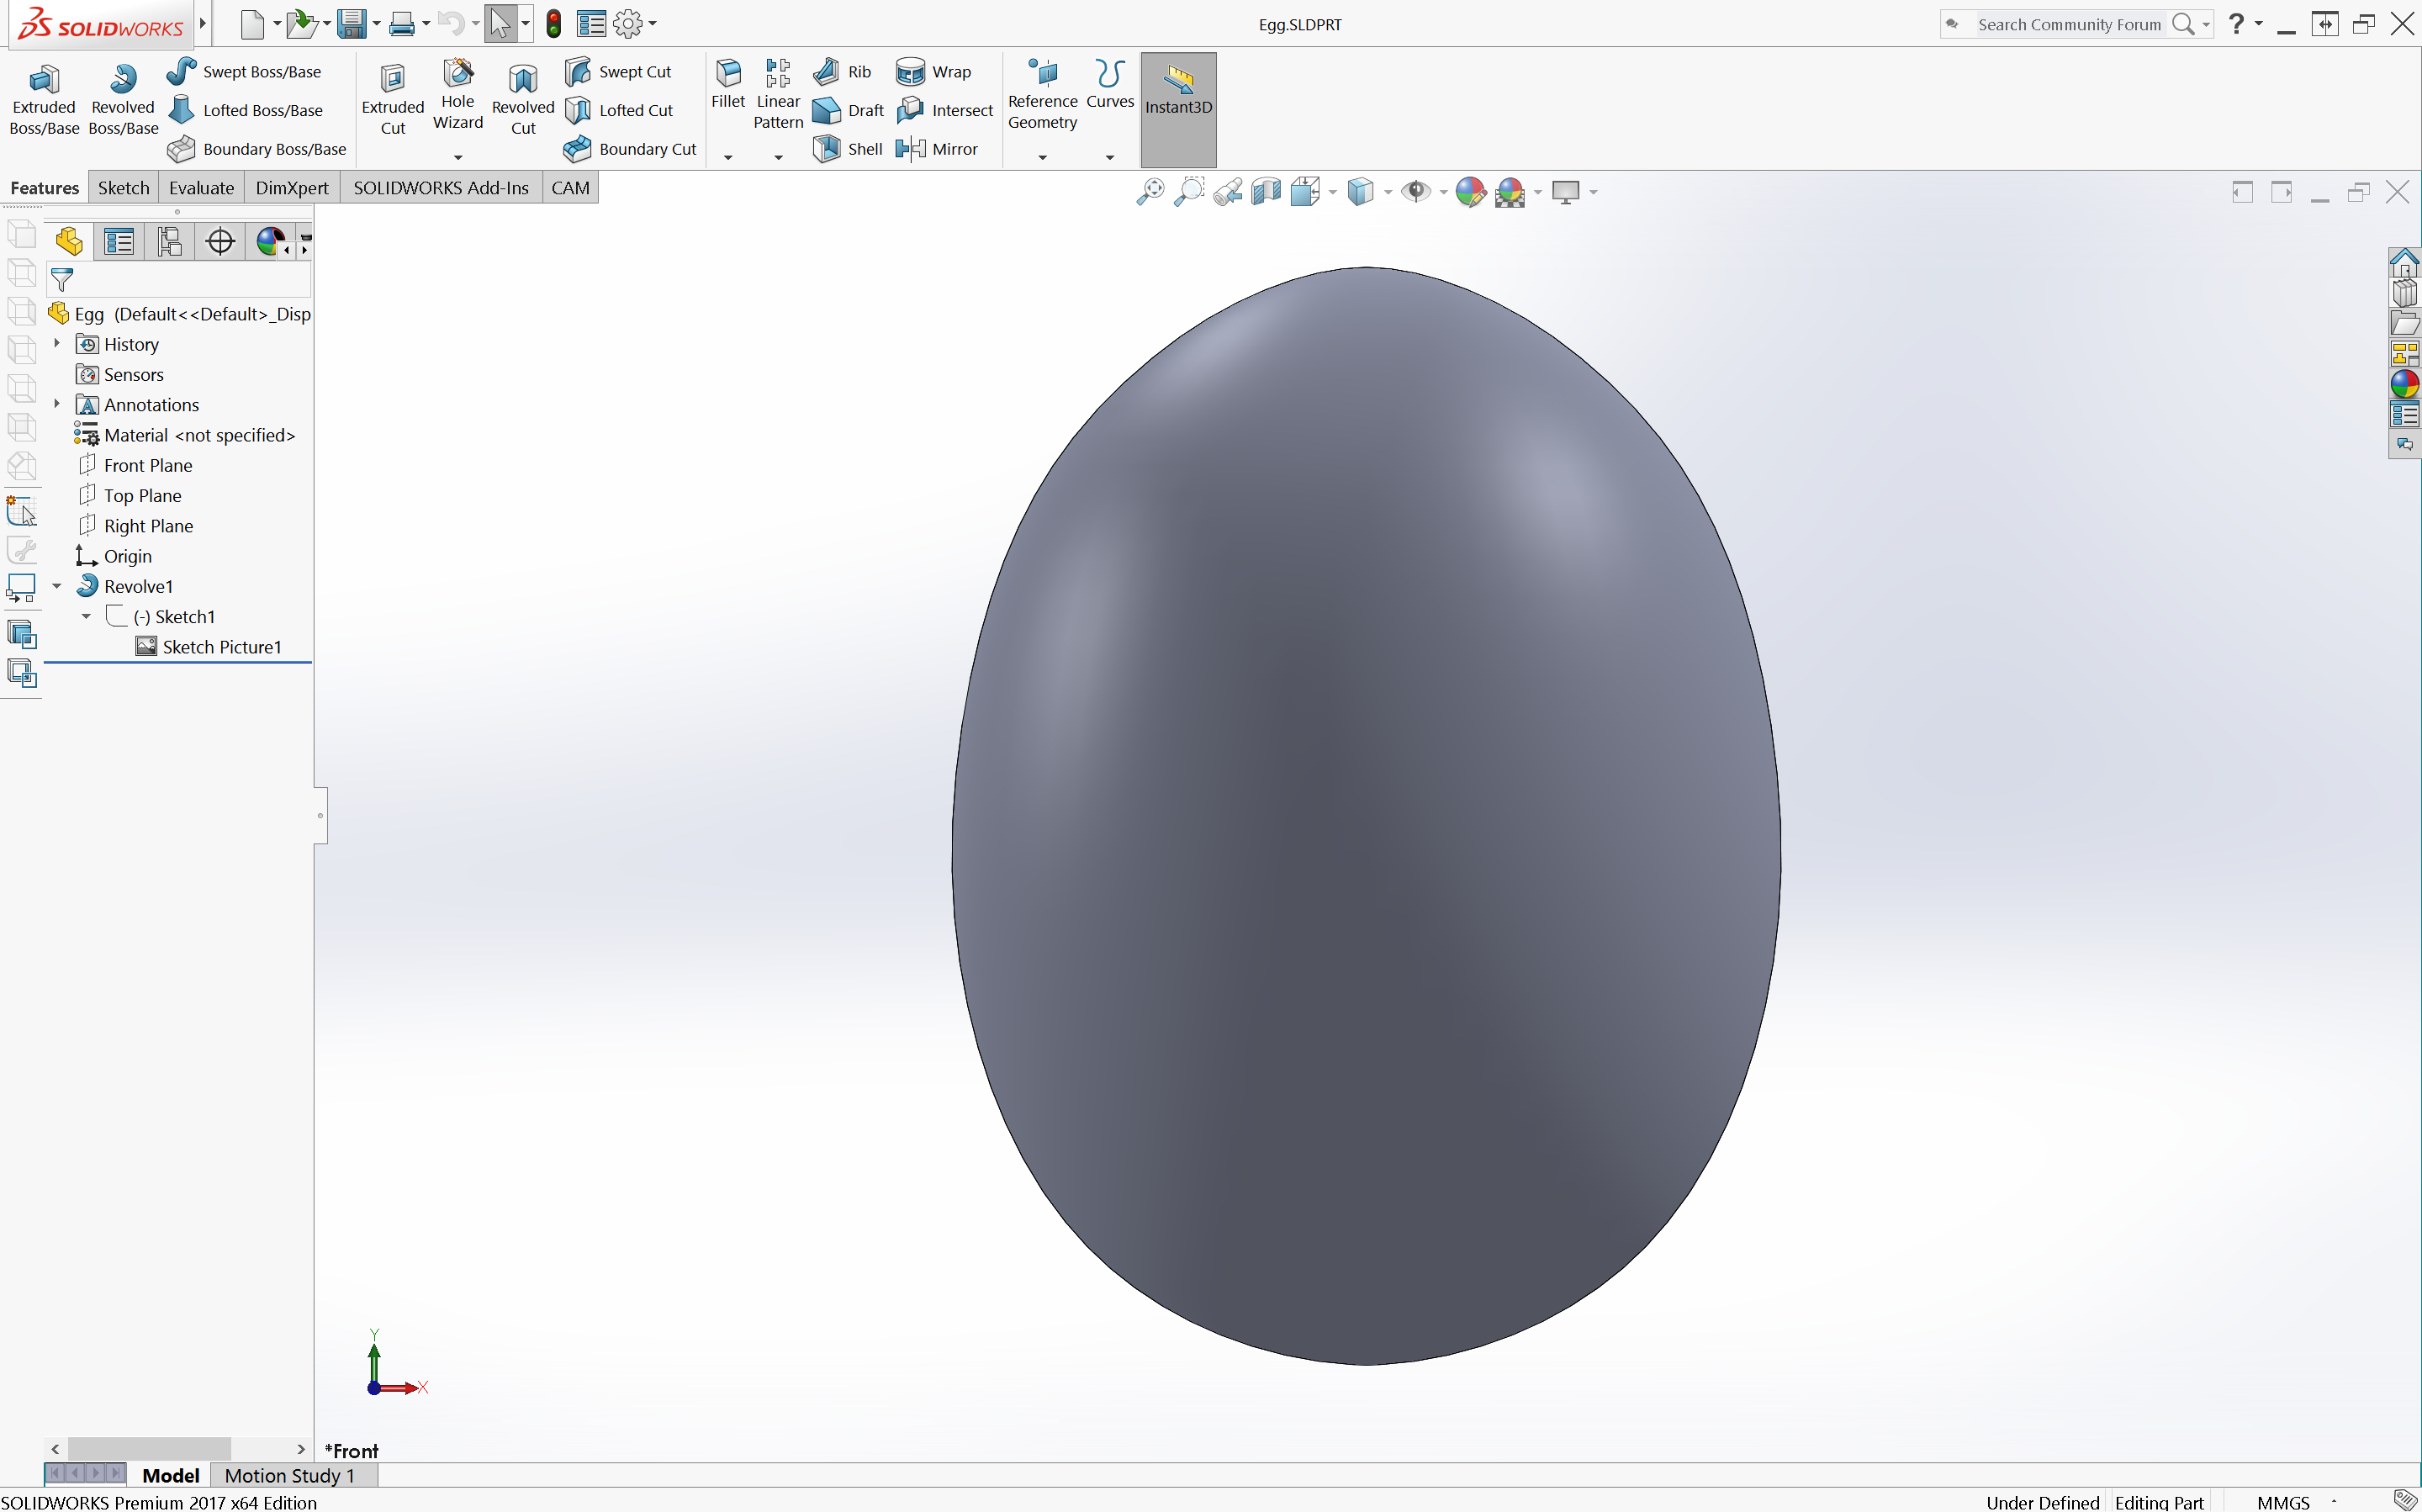 SOLIDWORKS
Egg.SLDPRT
Search Community Forum
?
Extruded Boss/Base
Revolved Boss/Base
Swept Boss/Base
Lofted Boss/Base
Boundary Boss/Base
Extruded Cut
Hole Wizard
Revolved Cut
Swept Cut
Lofted Cut
Boundary Cut
Fillet
Linear Pattern
Rib
Draft
Shell
Wrap
Intersect
Mirror
Reference Geometry
Curves
Instant3D
Features
Sketch
Evaluate
DimXpert
SOLIDWORKS Add-Ins
CAM
Egg (Default<<Default>_Disp
History
Sensors
A Annotations
Material <not specified>
Front Plane
Top Plane
Right Plane
Origin
Revolve1
(-) Sketch1
Sketch Picture1
Y
X
*Front
Model
Motion Study 1
SOLIDWORKS Premium 2017 x64 Edition
Under Defined
Editing Part
MMGS